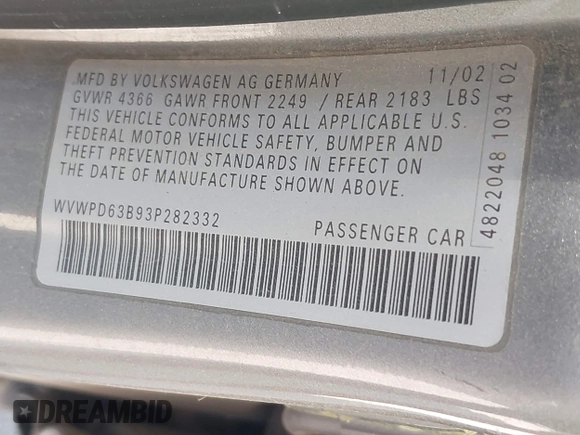 MFD BY VOLKSWAGEN AG GERMANY 11/02
GVWR 4366 GAWR FRONT 2249 / REAR 2183 LBS
THIS VEHICLE CONFORMS TO ALL APPLICABLE U.S.
FEDERAL MOTOR VEHICLE SAFETY, BUMPER AND
THEFT PREVENTION STANDARDS IN EFFECT ON
THE DATE OF MANUFACTURE SHOWN ABOVE.
WVWPD63B93P282332 PASSENGER CAR
4822048 1034 02
DREAMBID